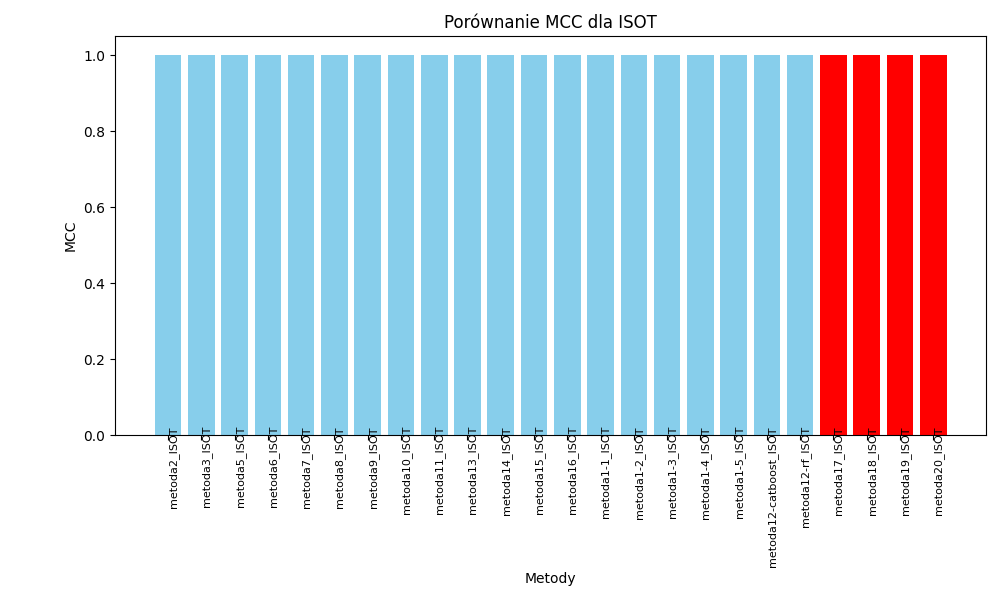 Porównanie MCC dla ISOT
1.0
0.8
0.6
0.4
0.2
0.0
MCC
metoda2_ISOT
metoda3_ISOT
metoda5_ISOT
metoda6_ISOT
metoda7_ISOT
metoda8_ISOT
metoda9_ISOT
metoda10_ISOT
metoda11_ISOT
metoda13_ISOT
metoda14_ISOT
metoda15_ISOT
metoda16_ISOT
metoda1-1_ISOT
metoda1-2_ISOT
metoda1-3_ISOT
metoda1-4_ISOT
metoda1-5_ISOT
metoda12-catboost_ISOT
metoda12-rf_ISOT
metoda17_ISOT
metoda18_ISOT
metoda19_ISOT
metoda20_ISOT
Metody